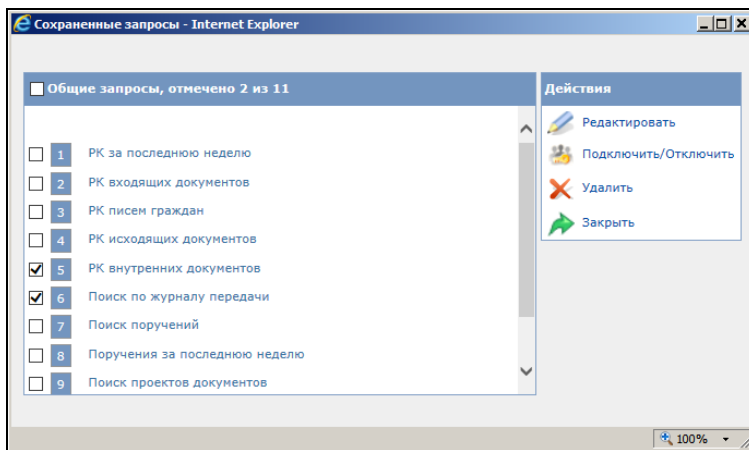 Сохраненные запросы - Internet Explorer
Общие запросы, отмечено 2 из 11
1 РК за последнюю неделю
2 РК входящих документов
3 РК писем граждан
4 РК исходящих документов
5 РК внутренних документов
6 Поиск по журналу передачи
7 Поиск поручений
8 Поручения за последнюю неделю
9 Поиск проектов документов
Действия
Редактировать
Подключить/Отключить
Удалить
Закрыть
100%